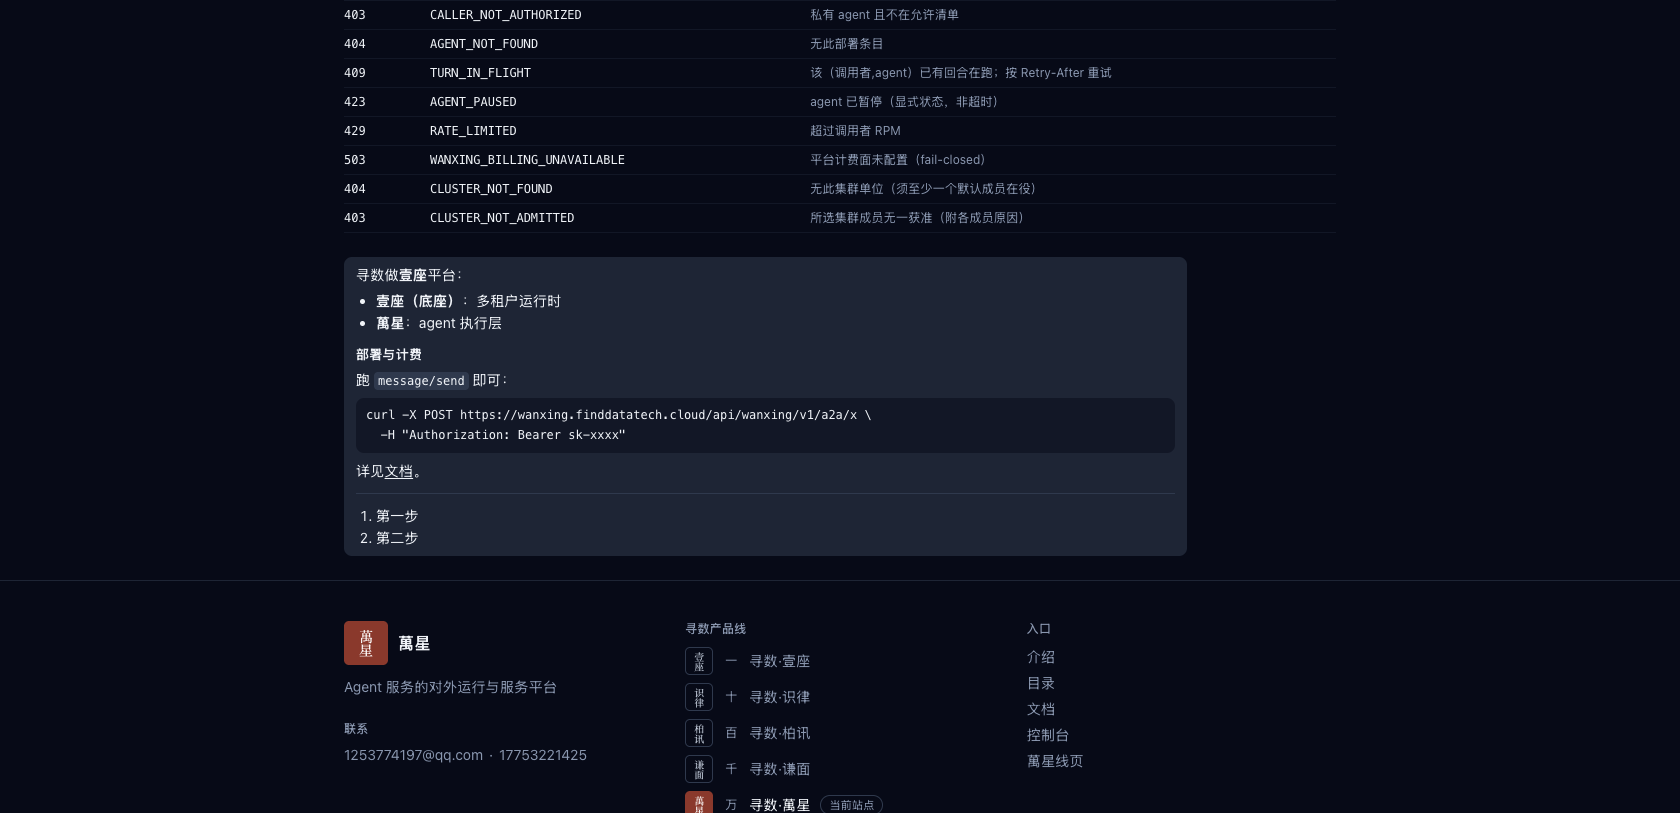 403 CALLER_NOT_AUTHORIZED 私有 agent 且不在允许清单
404 AGENT_NOT_FOUND 无此部署条目
409 TURN_IN_FLIGHT 该（调用者,agent）已有回合在跑；按 Retry-After 重试
423 AGENT_PAUSED agent 已暂停（显式状态，非超时）
429 RATE_LIMITED 超过调用者 RPM
503 WANXING_BILLING_UNAVAILABLE 平台计费面未配置（fail-closed）
404 CLUSTER_NOT_FOUND 无此集群单位（须至少一个默认成员在役）
403 CLUSTER_NOT_ADMITTED 所选集群成员无一获准（附各成员原因）
寻数做壹座平台：
• 壹座（底座）：多租户运行时
• 萬星：agent 执行层
部署与计费
跑 message/send 即可：
curl -X POST https://wanxing.finddatatech.cloud/api/wanxing/v1/a2a/x \
-H "Authorization: Bearer sk-xxxx"
详见文档。
1. 第一步
2. 第二步
萬星 萬星
Agent 服务的对外运行与服务平台
联系
1253774197@qq.com · 17753221425
寻数产品线
壹座 一 寻数·壹座
识律 十 寻数·识律
柏讯 百 寻数·柏讯
谦面 千 寻数·谦面
萬星 万 寻数·萬星 当前站点
入口
介绍
目录
文档
控制台
萬星线页